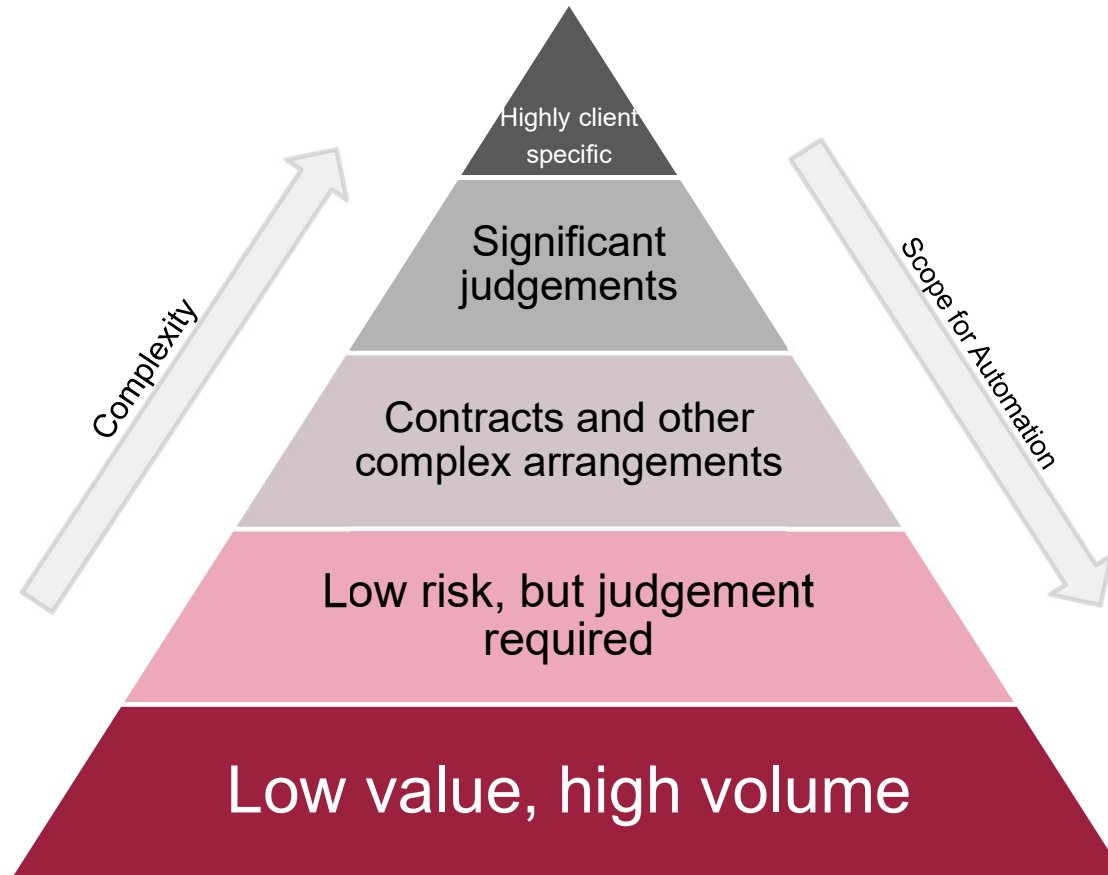 Highly client
specific
Significant
judgements
Complexity
Scope for Automation
Contracts and other
complex arrangements
Low risk, but judgement
required
Low value, high volume